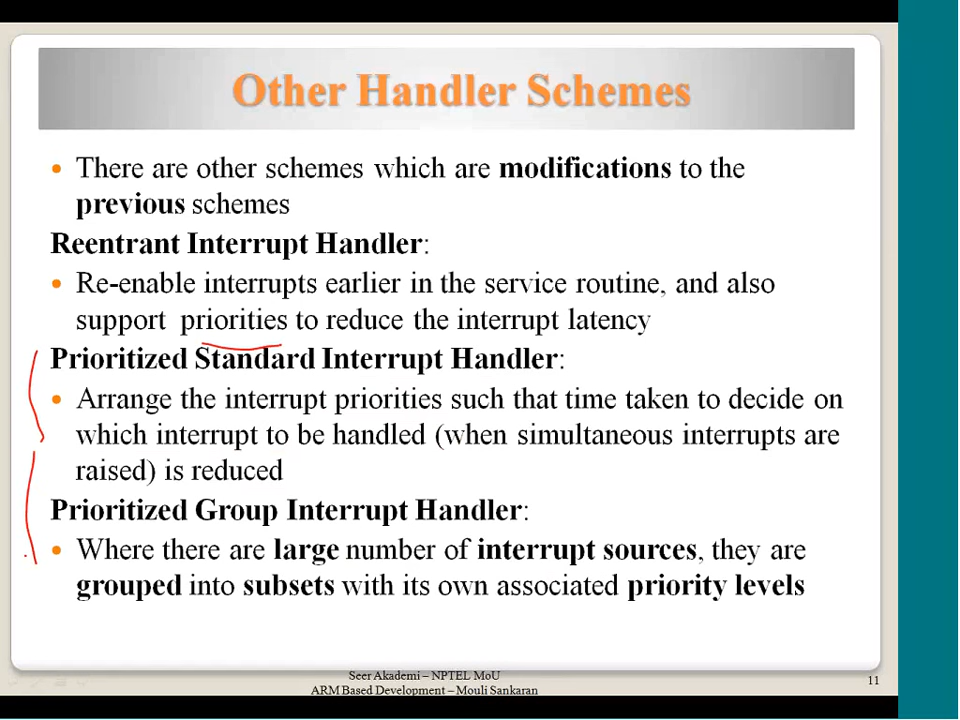 Other Handler Schemes
• There are other schemes which are modifications to the
previous schemes
Reentrant Interrupt Handler:
• Re-enable interrupts earlier in the service routine, and also
support priorities to reduce the interrupt latency
Prioritized Standard Interrupt Handler:
• Arrange the interrupt priorities such that time taken to decide on
which interrupt to be handled (when simultaneous interrupts are
raised) is reduced
Prioritized Group Interrupt Handler:
• Where there are large number of interrupt sources, they are
grouped into subsets with its own associated priority levels
Seer Akademi – NPTEL MoU
ARM Based Development – Mouli Sankaran
11